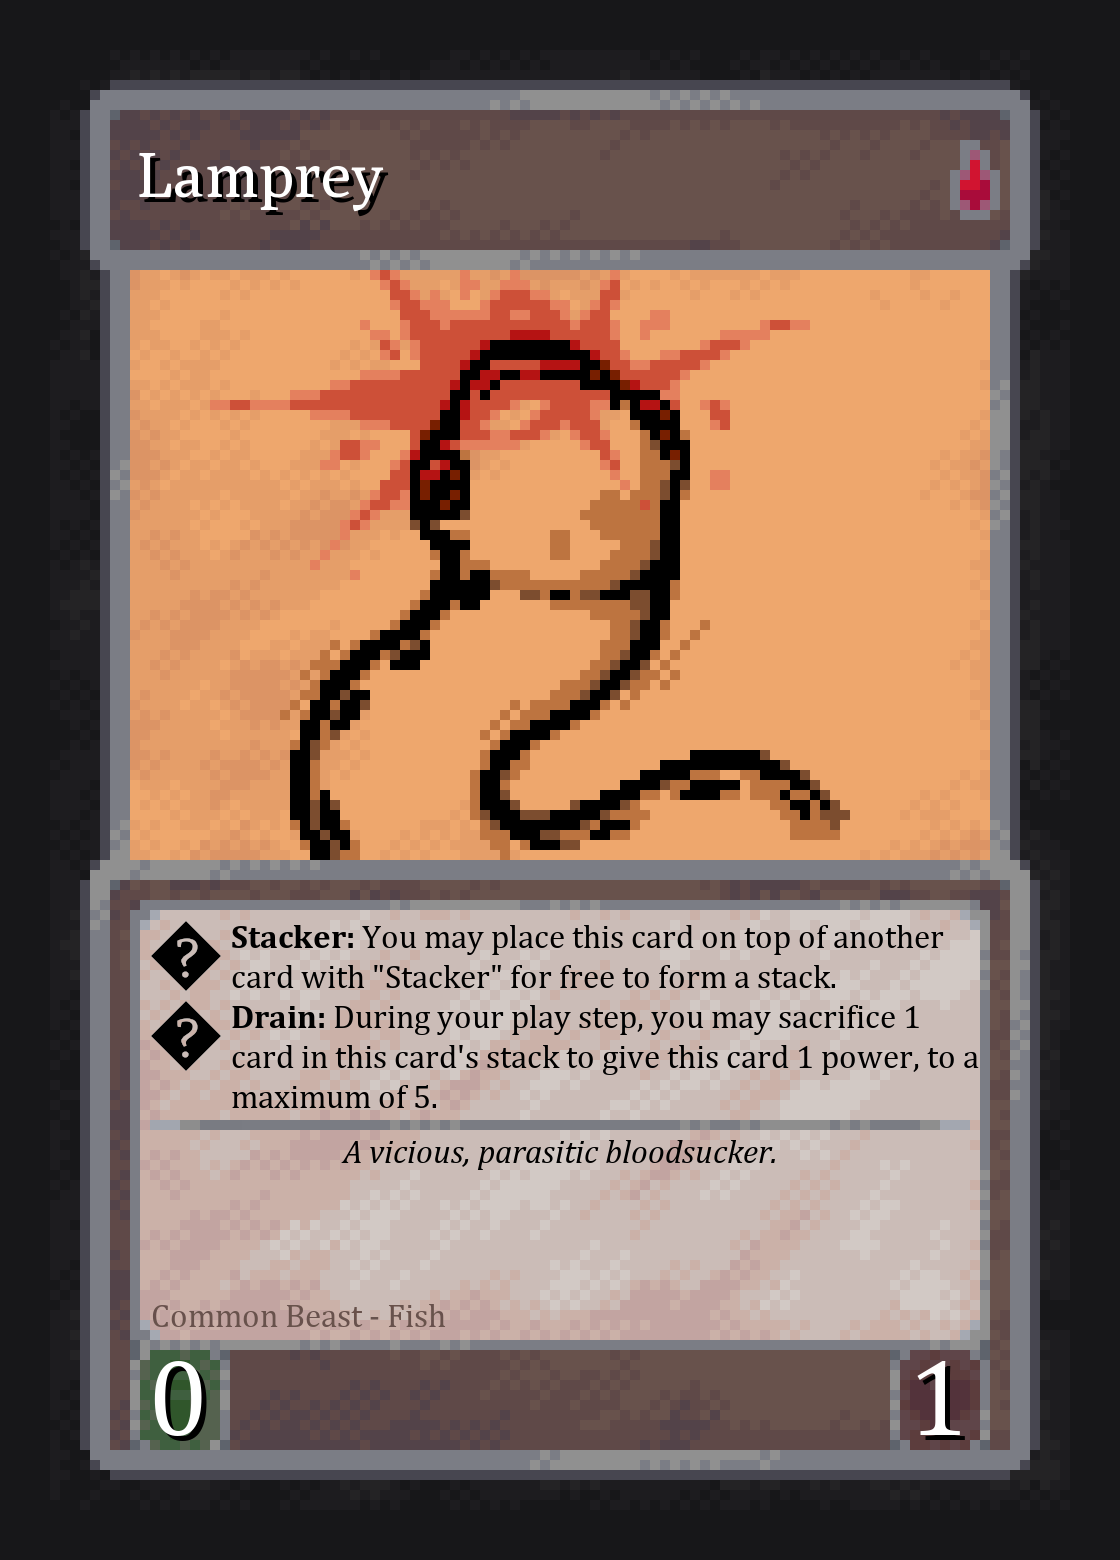 Lamprey
? Stacker: You may place this card on top of another
card with "Stacker" for free to form a stack.
? Drain: During your play step, you may sacrifice 1
card in this card's stack to give this card 1 power, to a
maximum of 5.
A vicious, parasitic bloodsucker.
Common Beast - Fish
0 1